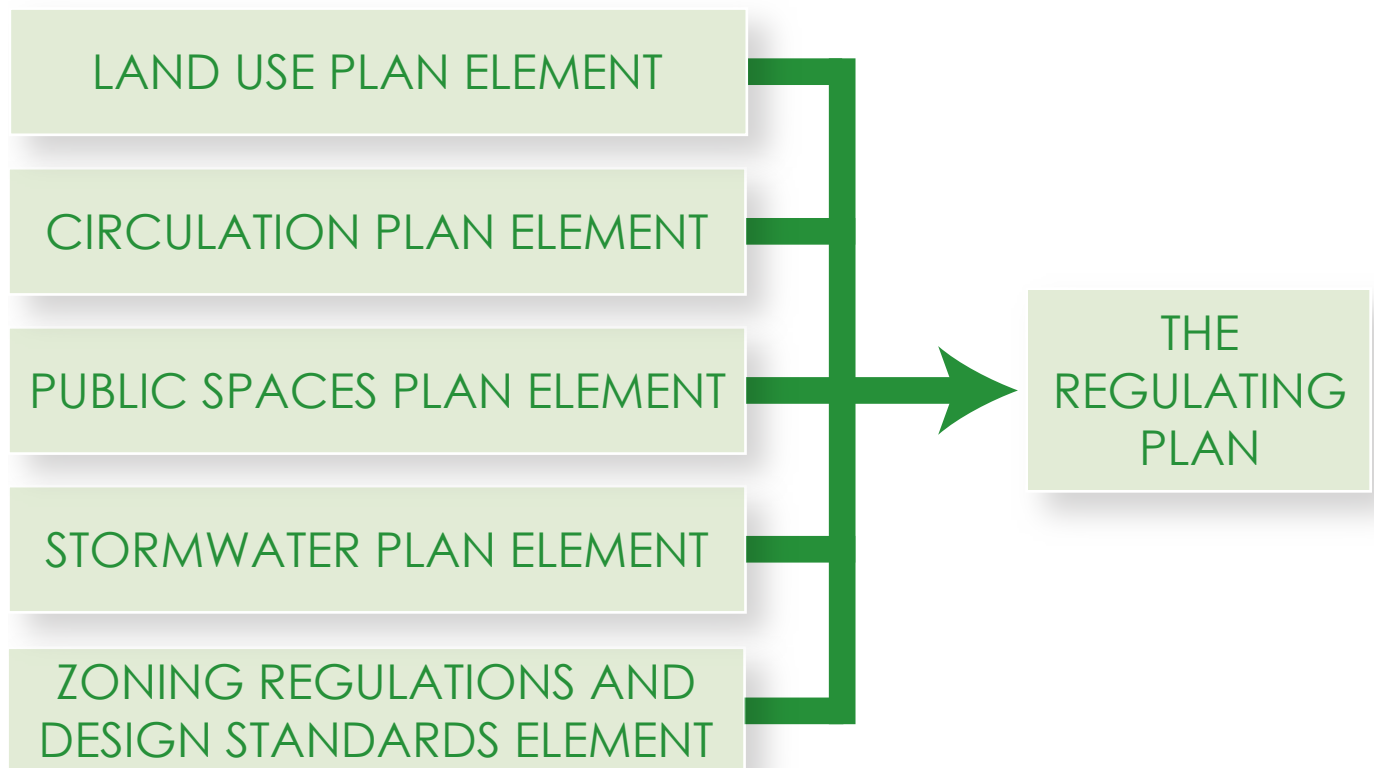 LAND USE PLAN ELEMENT
CIRCULATION PLAN ELEMENT
PUBLIC SPACES PLAN ELEMENT
STORMWATER PLAN ELEMENT
ZONING REGULATIONS AND
DESIGN STANDARDS ELEMENT
THE
REGULATING
PLAN